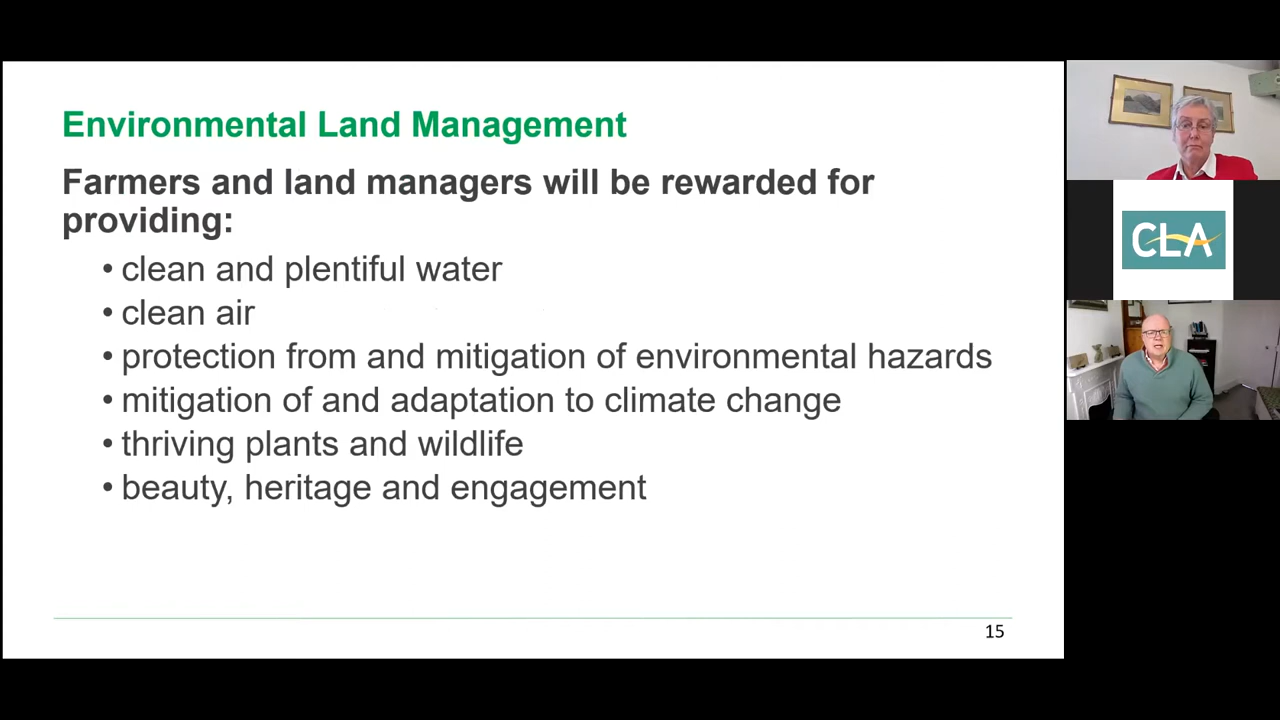 Environmental Land Management
Farmers and land managers will be rewarded for
providing:
• clean and plentiful water
• clean air
• protection from and mitigation of environmental hazards
• mitigation of and adaptation to climate change
• thriving plants and wildlife
• beauty, heritage and engagement
15
CLA